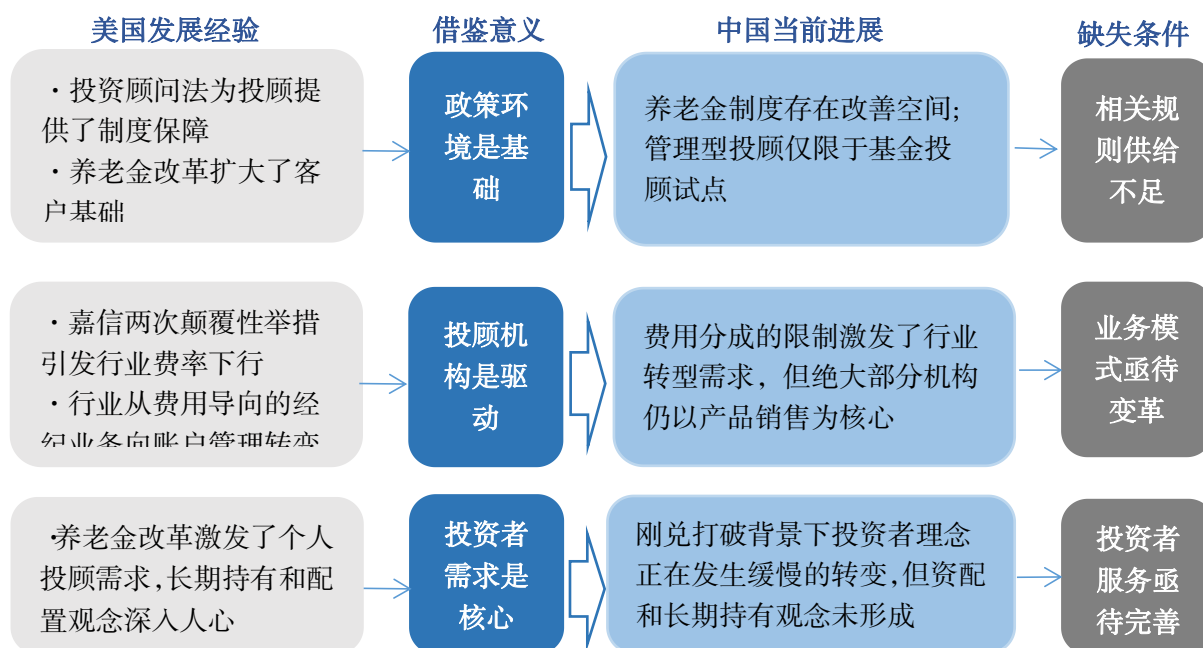 美国发展经验
借鉴意义
中国当前进展
缺失条件
·投资顾问法为投顾提
供了制度保障
·养老金改革扩大了客
户基础
政策环
境是基
础
养老金制度存在改善空间;
管理型投顾仅限于基金投
顾试点
相关规
则供给
不足
·嘉信两次颠覆性举措
引发行业费率下行
·行业从费用导向的经
纪业务向账户管理转变
投顾机
构是驱
动
费用分成的限制激发了行业
转型需求，但绝大部分机构
仍以产品销售为核心
业务模
式亟待
变革
·养老金改革激发了个人
投顾需求,长期持有和配
置观念深入人心
投资者
需求是
核心
刚兑打破背景下投资者理念
正在发生缓慢的转变,但资配
和长期持有观念未形成
投资者
服务亟
待完善